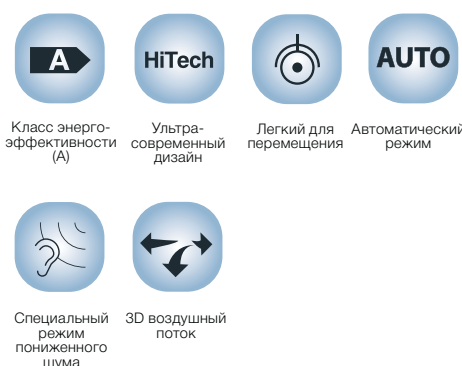 A
HiTech
AUTO
Класс энерго-
эффективности
(A)
Ультра-
современный
дизайн
Легкий для
перемещения
Автоматический
режим
Специальный
режим
пониженного
шума
3D воздушный
поток